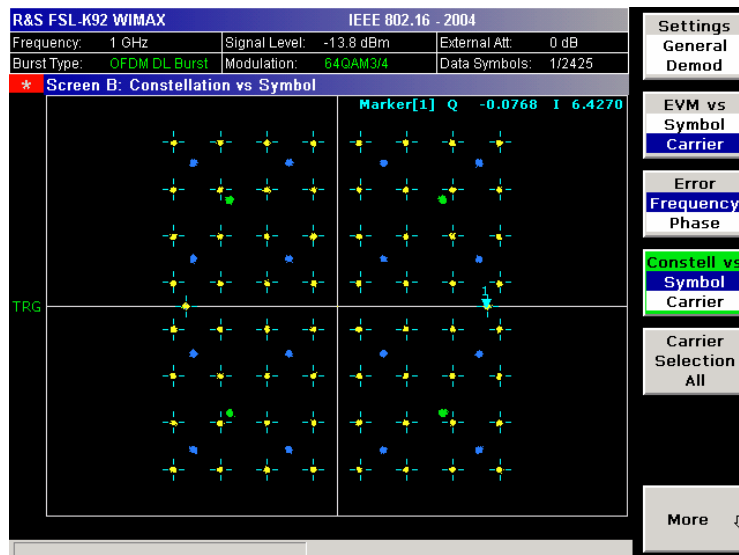 R&S FSL-K92 WIMAX IEEE 802.16 - 2004
Frequency: 1 GHz Signal Level: -13.8 dBm External Att: 0 dB
Burst Type: OFDM DL Burst Modulation: 64QAM3/4 Data Symbols: 1/2425
* Screen B: Constellation vs Symbol
Marker[1] Q -0.0768 I 6.4270
1
TRG
Settings
General
Demod
EVM vs
Symbol
Carrier
Error
Frequency
Phase
Constell vs
Symbol
Carrier
Carrier
Selection
All
More